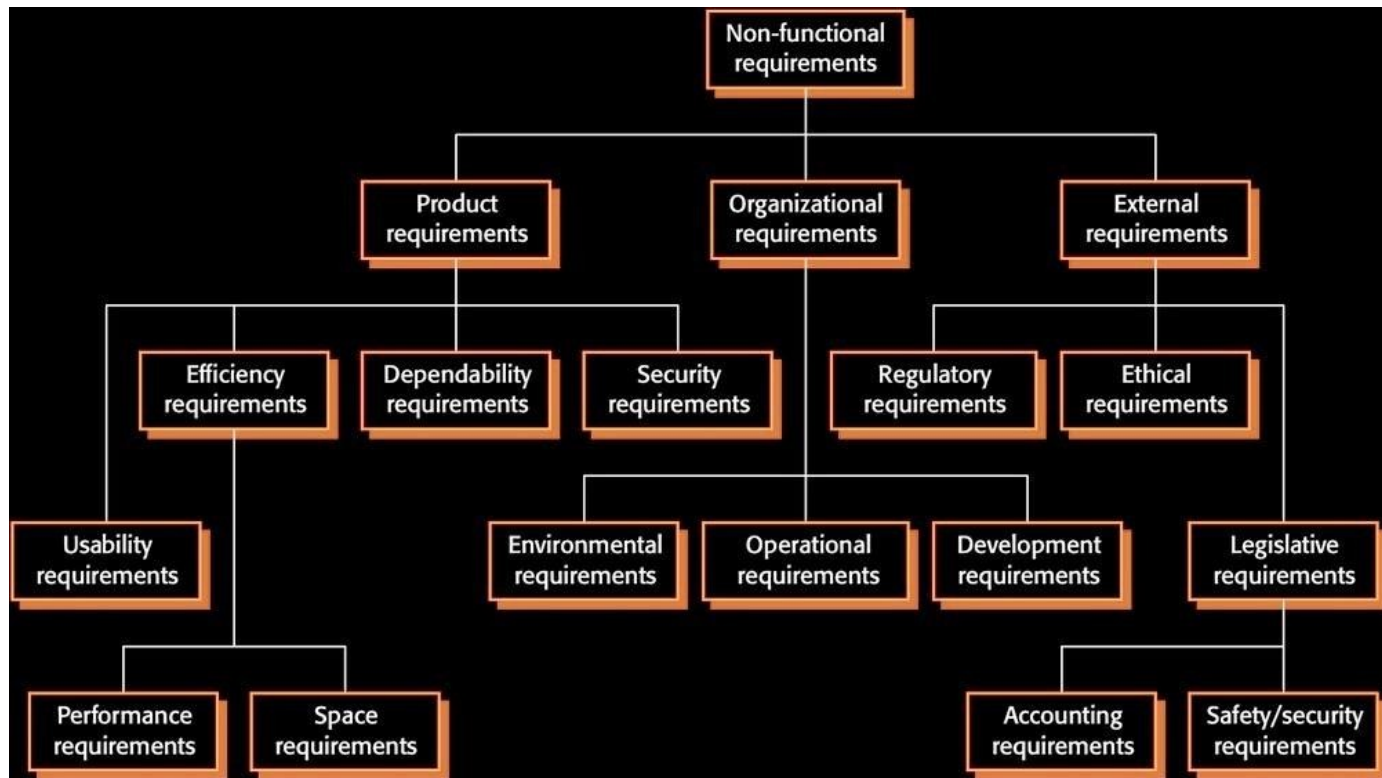 Non-functional
requirements
Product
requirements
Organizational
requirements
External
requirements
Efficiency
requirements
Dependability
requirements
Security
requirements
Regulatory
requirements
Ethical
requirements
Usability
requirements
Environmental
requirements
Operational
requirements
Development
requirements
Legislative
requirements
Performance
requirements
Space
requirements
Accounting
requirements
Safety/security
requirements